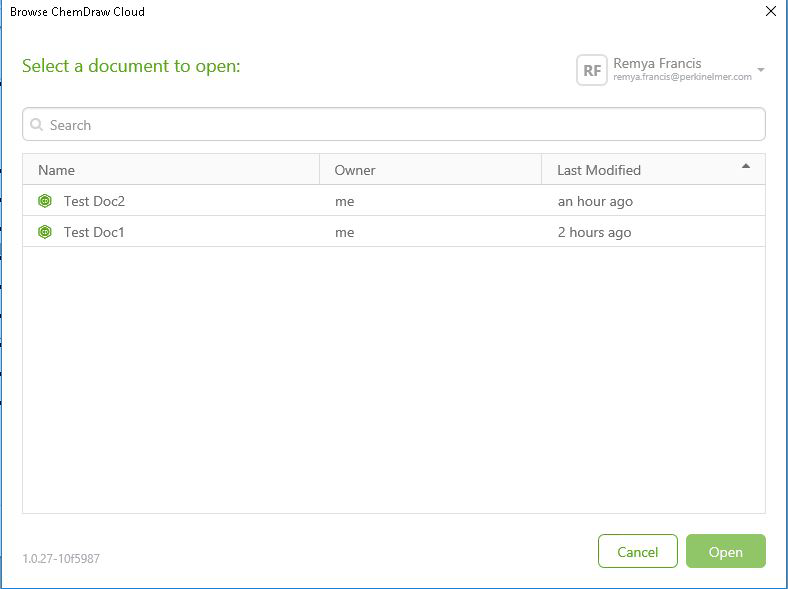 Browse ChemDraw Cloud
Select a document to open:
RF
Remya Francis
remya.francis@perkinelmer.com
Search
Name Owner Last Modified
Test Doc2 me an hour ago
Test Doc1 me 2 hours ago
1.0.27-10f5987
Cancel Open